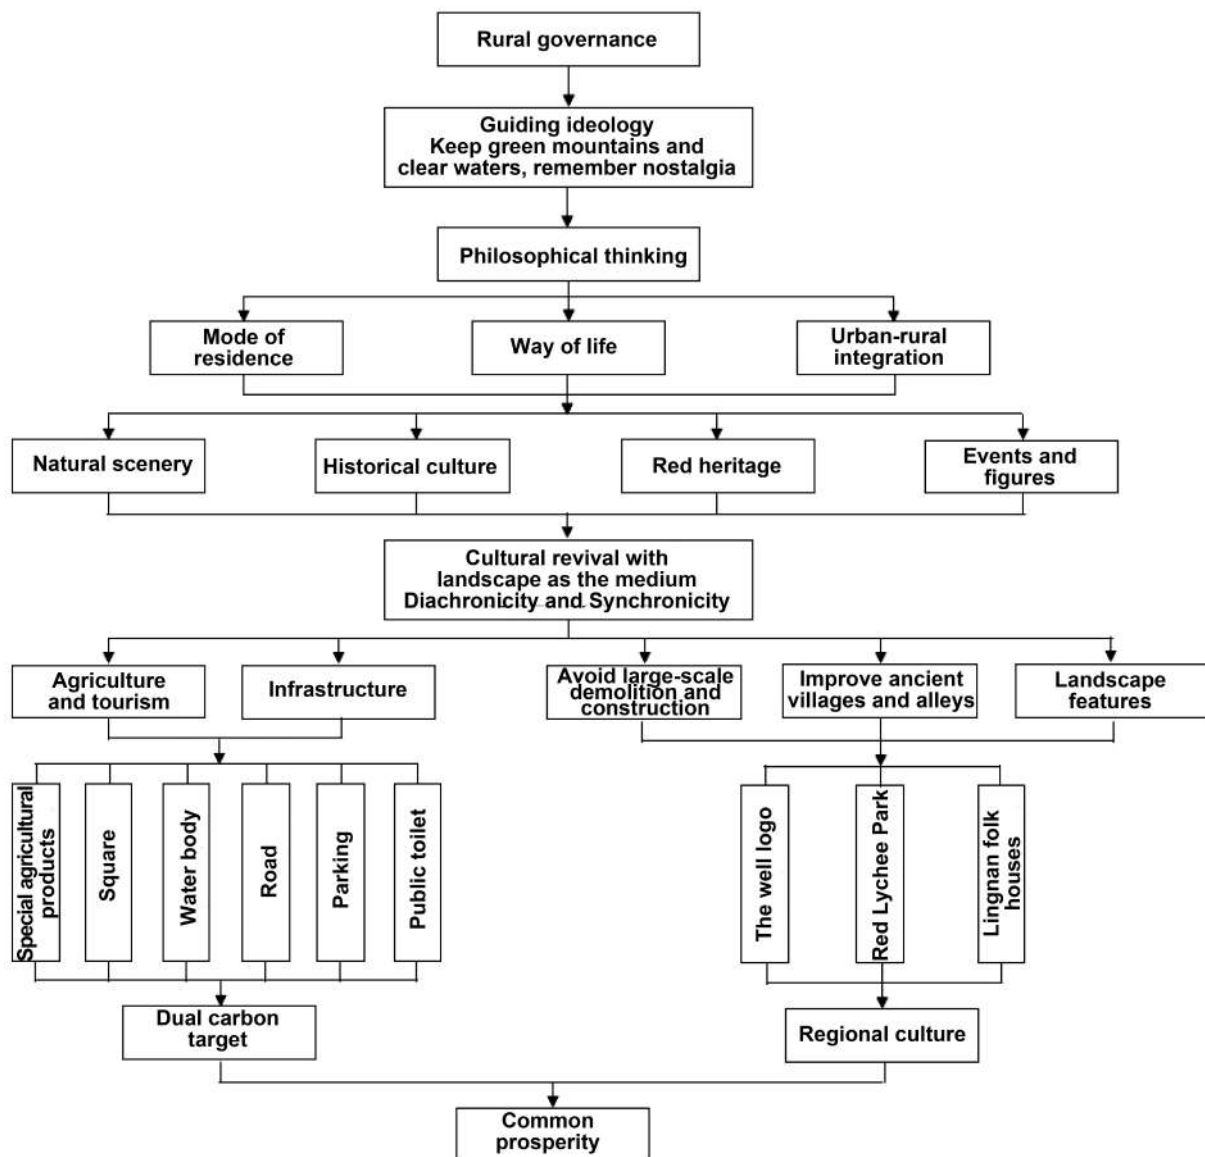 Rural governance
Guiding ideology
Keep green mountains and
clear waters, remember nostalgia
Philosophical thinking
Mode of
residence
Way of life
Urban-rural
integration
Natural scenery
Historical culture
Red heritage
Events and
figures
Cultural revival with
landscape as the medium
Diachronicity and Synchronicity
Agriculture
and tourism
Infrastructure
Avoid large-scale
demolition and
construction
Improve ancient
villages and alleys
Landscape
features
Special agricultural
products
Square
Water body
Road
Parking
Public toilet
The well logo
Red Lychee Park
Lingnan folk
houses
Dual carbon
target
Regional culture
Common
prosperity